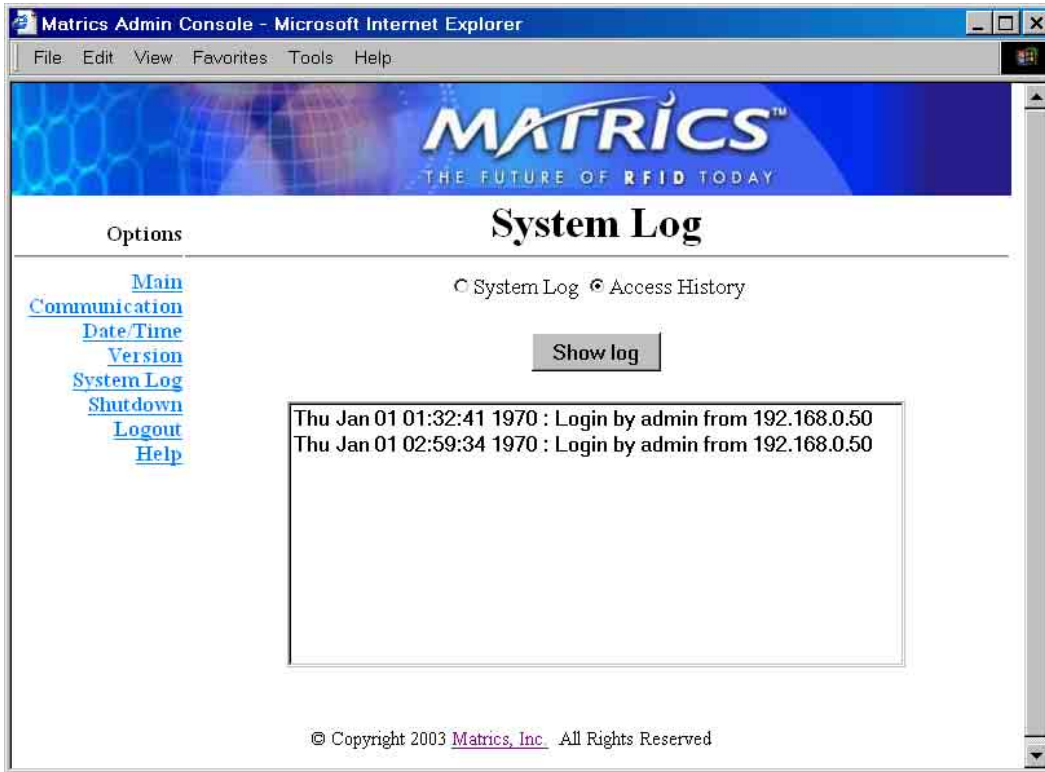 Matrics Admin Console - Microsoft Internet Explorer
File Edit View Favorites Tools Help
MATRICS™
THE FUTURE OF RFID TODAY
Options
System Log
Main
Communication
Date/Time
Version
System Log
Shutdown
Logout
Help
System Log Access History
Show log
Thu Jan 01 01:32:41 1970 : Login by admin from 192.168.0.50
Thu Jan 01 02:59:34 1970 : Login by admin from 192.168.0.50
© Copyright 2003 Matrics, Inc. All Rights Reserved